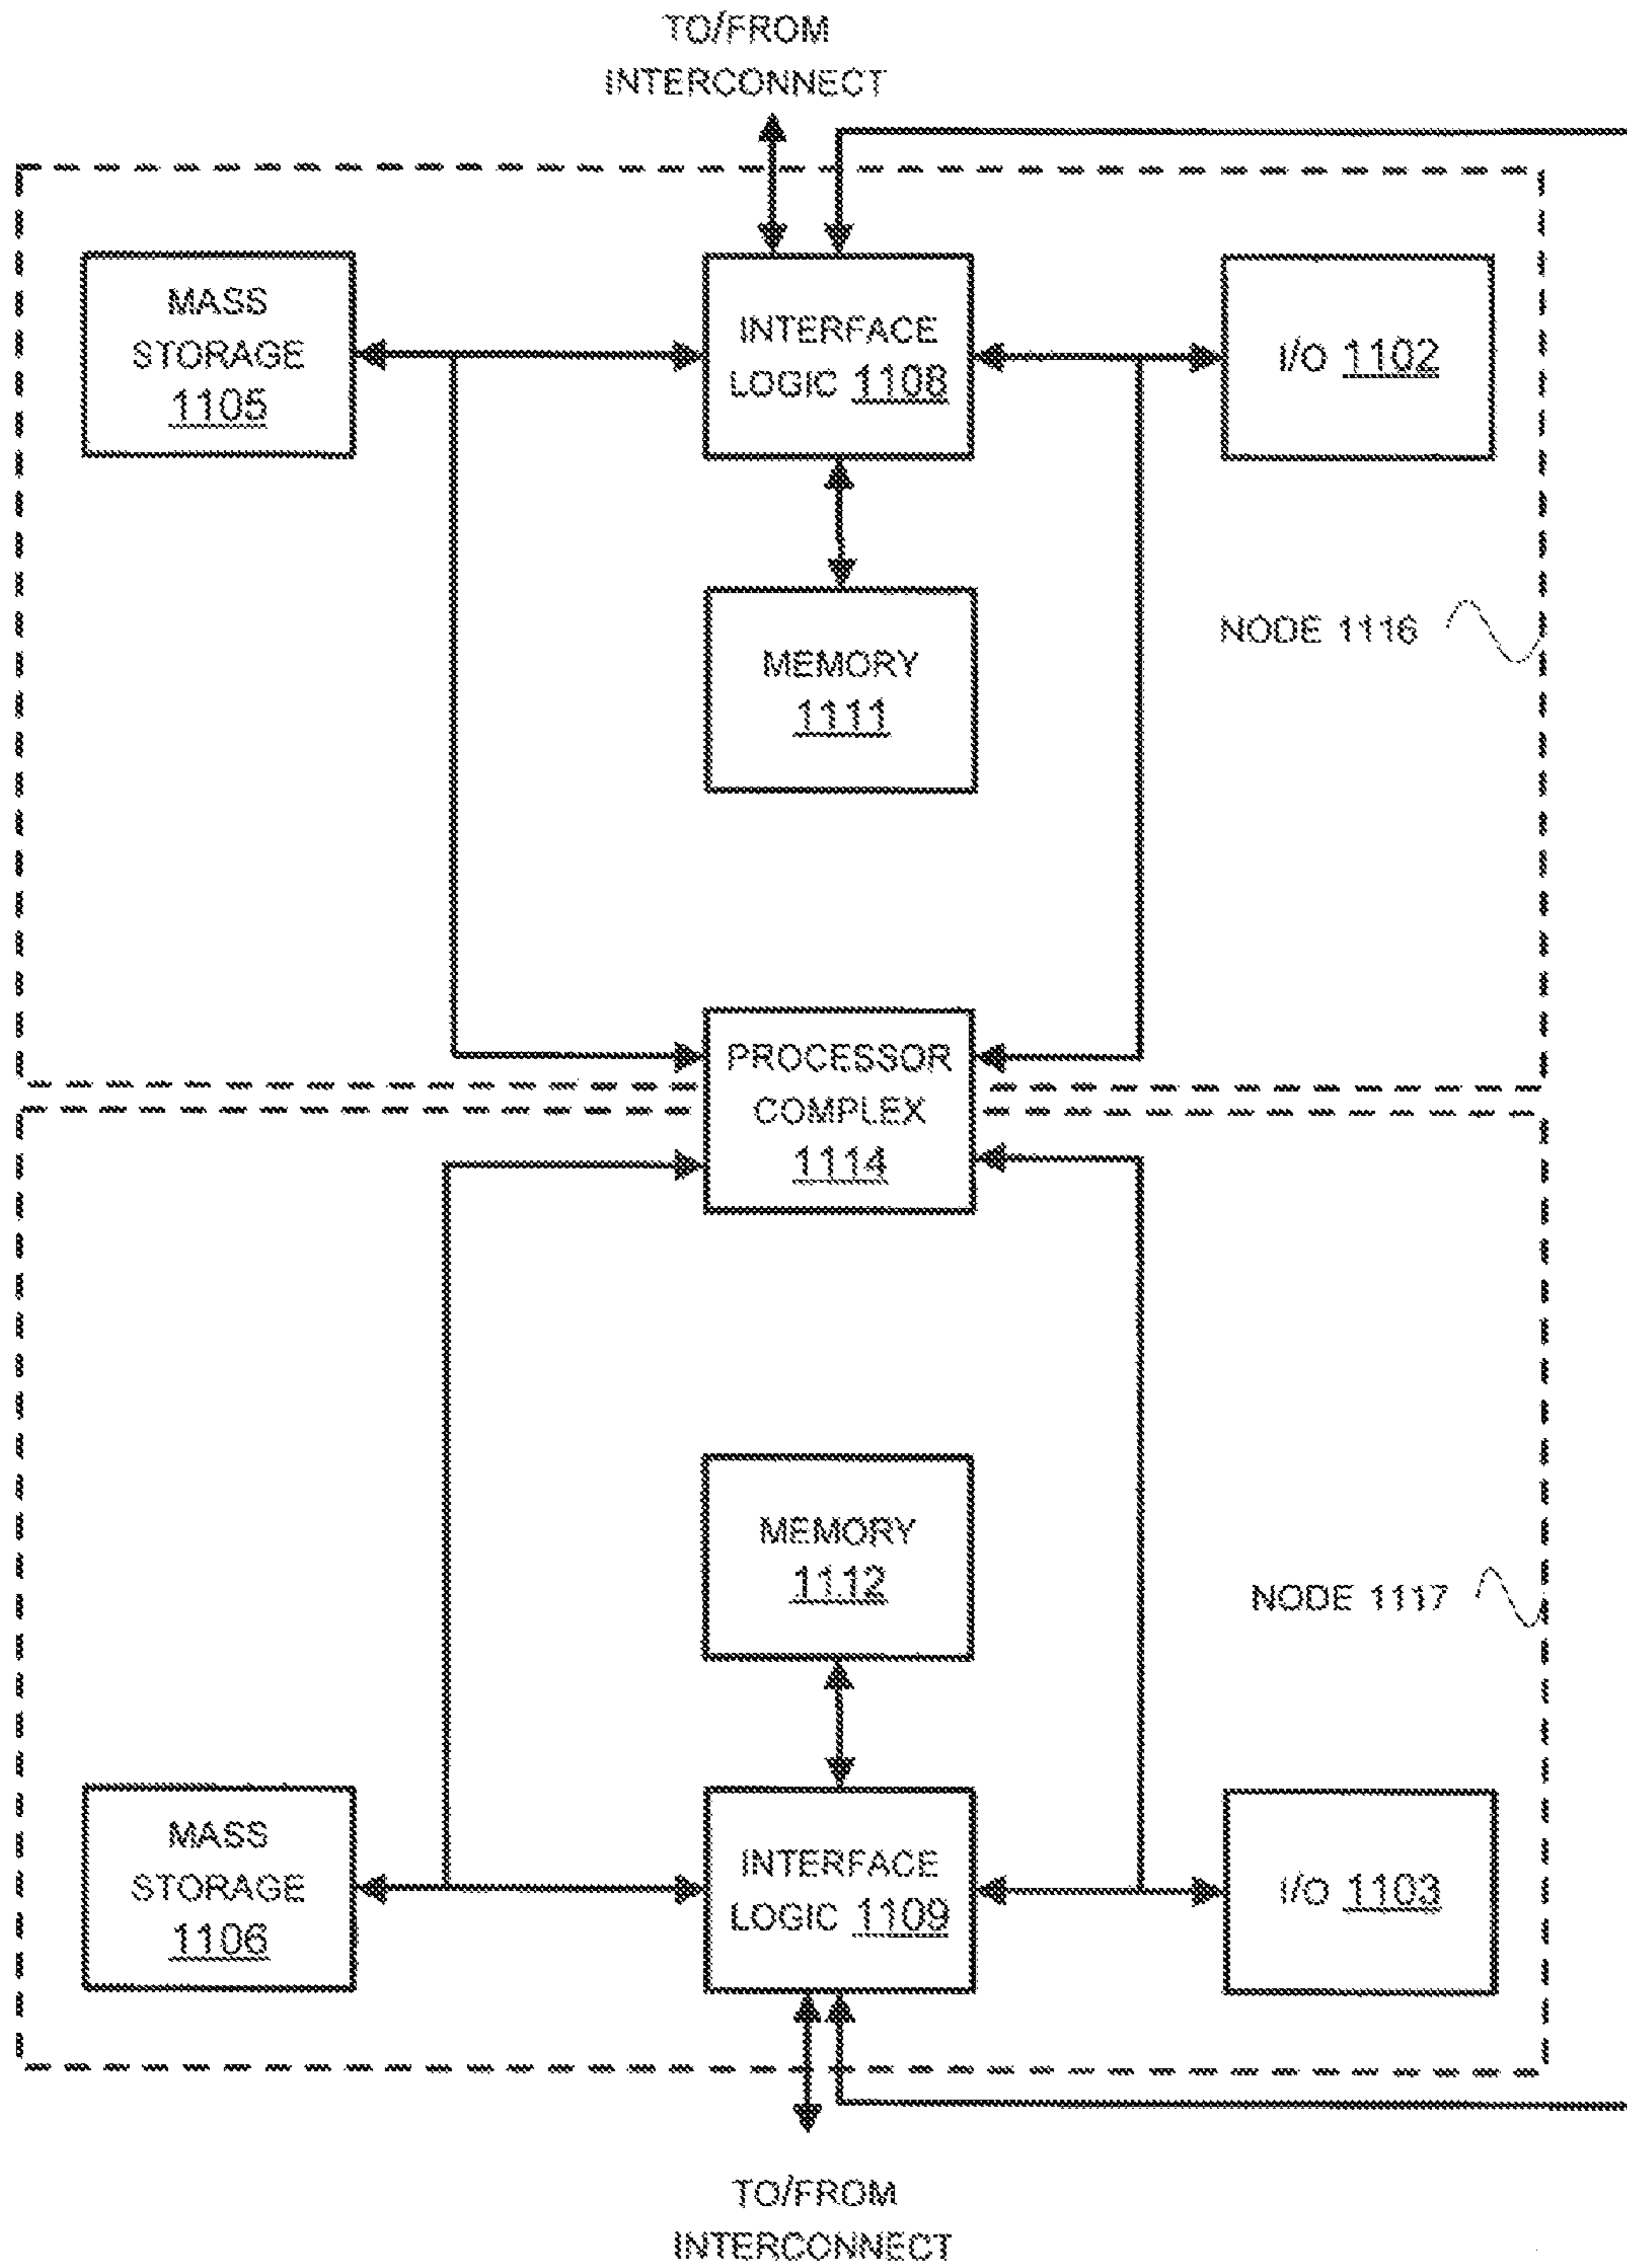 TO/FROM
INTERCONNECT
MASS
STORAGE
1105
INTERFACE
LOGIC 1108
I/O 1102
MEMORY
1111
NODE 1116
PROCESSOR
COMPLEX
1114
MEMORY
1112
NODE 1117
MASS
STORAGE
1106
INTERFACE
LOGIC 1109
I/O 1103
TO/FROM
INTERCONNECT